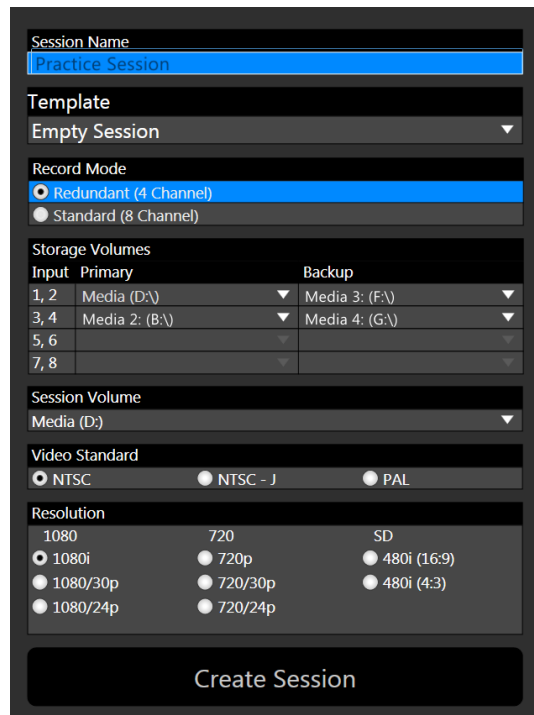 Session Name
Practice Session
Template
Empty Session
Record Mode
Redundant (4 Channel)
Standard (8 Channel)
Storage Volumes
Input Primary Backup
1, 2 Media (D:\) Media 3: (F:\)
3, 4 Media 2: (B:\) Media 4: (G:\)
5, 6
7, 8
Session Volume
Media (D:)
Video Standard
NTSC NTSC - J PAL
Resolution
1080 720 SD
1080i 720p 480i (16:9)
1080/30p 720/30p 480i (4:3)
1080/24p 720/24p
Create Session